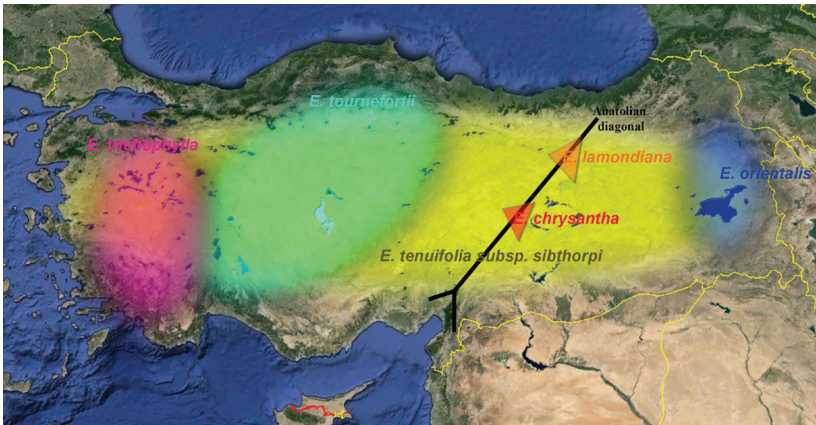 E. tournefortii
Anatolian
diagonal
E. trichophylla
E. lamondiana
E. orientalis
E. chrysantha
E. tenuifolia subsp. sibthorpi